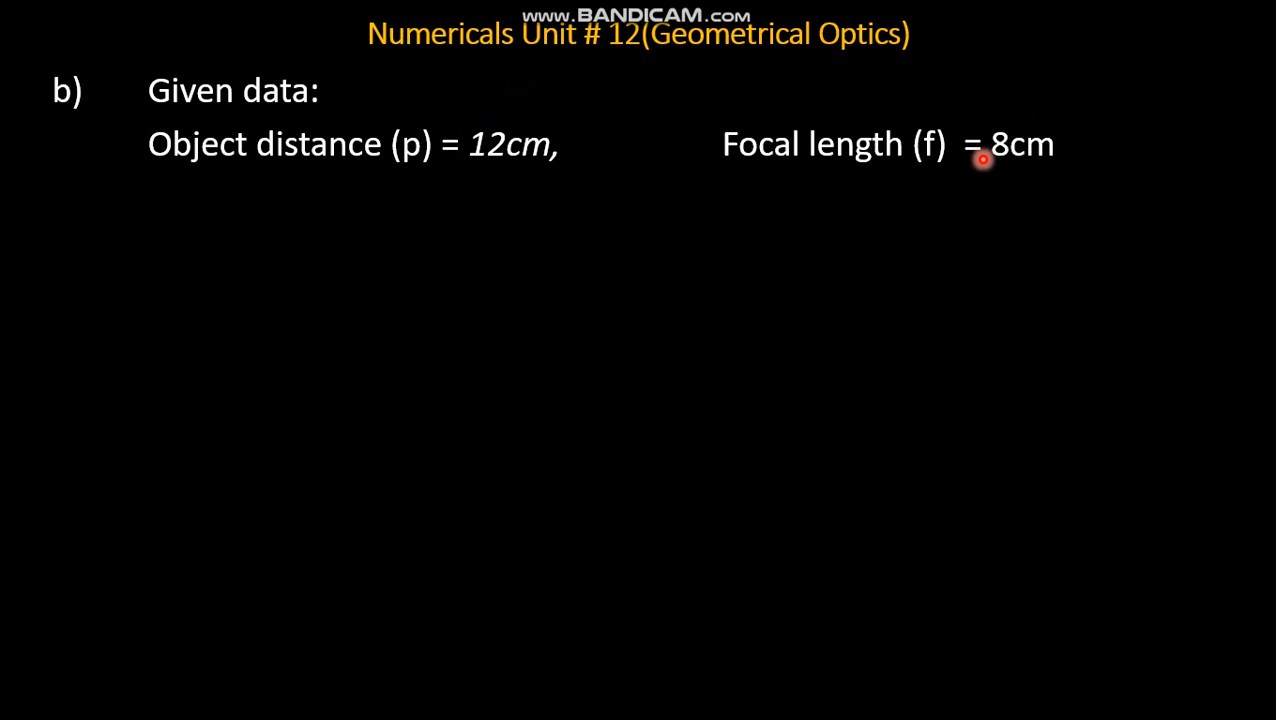 www.BANDICAM.com
Numericals Unit # 12(Geometrical Optics)
b) Given data:
Object distance (p) = 12cm, Focal length (f) = 8cm